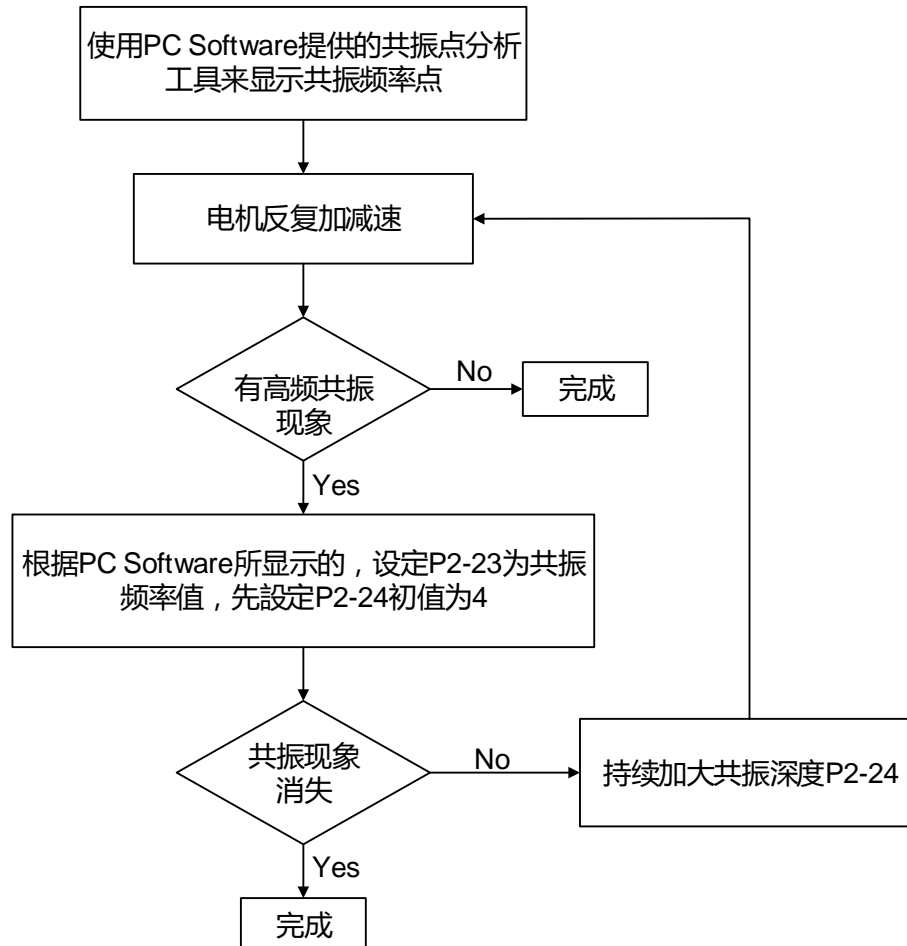 使用PC Software提供的共振点分析
工具来显示共振频率点
电机反复加减速
有高频共振
现象
No
完成
Yes
根据PC Software所显示的，设定P2-23为共振
频率值，先設定P2-24初值为4
共振现象
消失
No
持续加大共振深度P2-24
Yes
完成